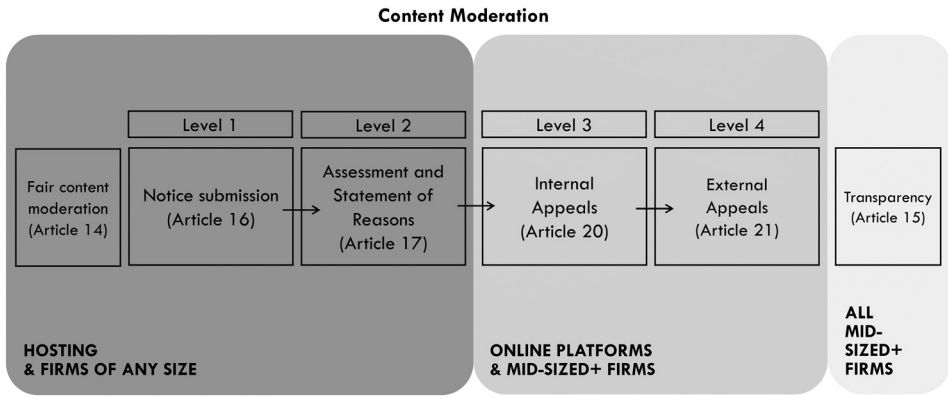 Content Moderation
Level 1
Level 2
Level 3
Level 4
Fair content
moderation
(Article 14)
Notice submission
(Article 16)
Assessment and
Statement of
Reasons
(Article 17)
Internal
Appeals
(Article 20)
External
Appeals
(Article 21)
Transparency
(Article 15)
HOSTING
& FIRMS OF ANY SIZE
ONLINE PLATFORMS
& MID-SIZED+ FIRMS
ALL
MID-
SIZED+
FIRMS